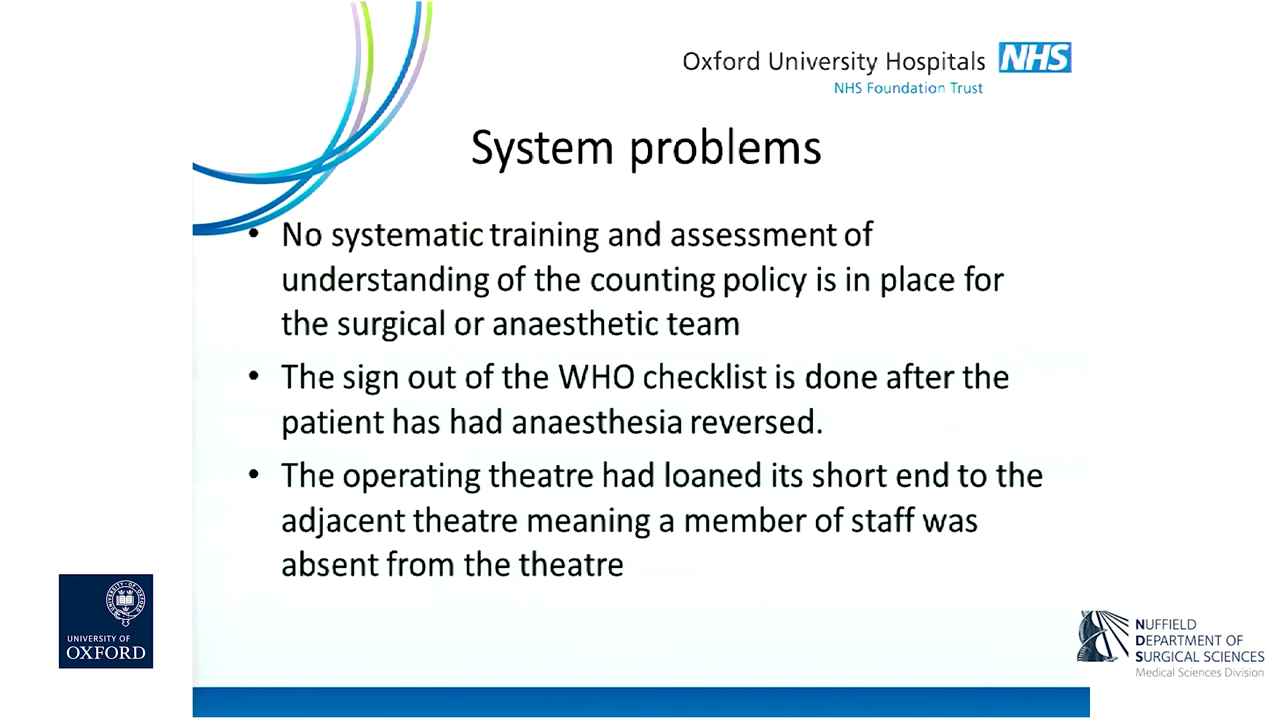 Oxford University Hospitals NHS
NHS Foundation Trust
System problems
• No systematic training and assessment of
understanding of the counting policy is in place for
the surgical or anaesthetic team
• The sign out of the WHO checklist is done after the
patient has had anaesthesia reversed.
• The operating theatre had loaned its short end to the
adjacent theatre meaning a member of staff was
absent from the theatre
UNIVERSITY OF
OXFORD
NUFFIELD
DEPARTMENT OF
SURGICAL SCIENCES
Medical Sciences Division